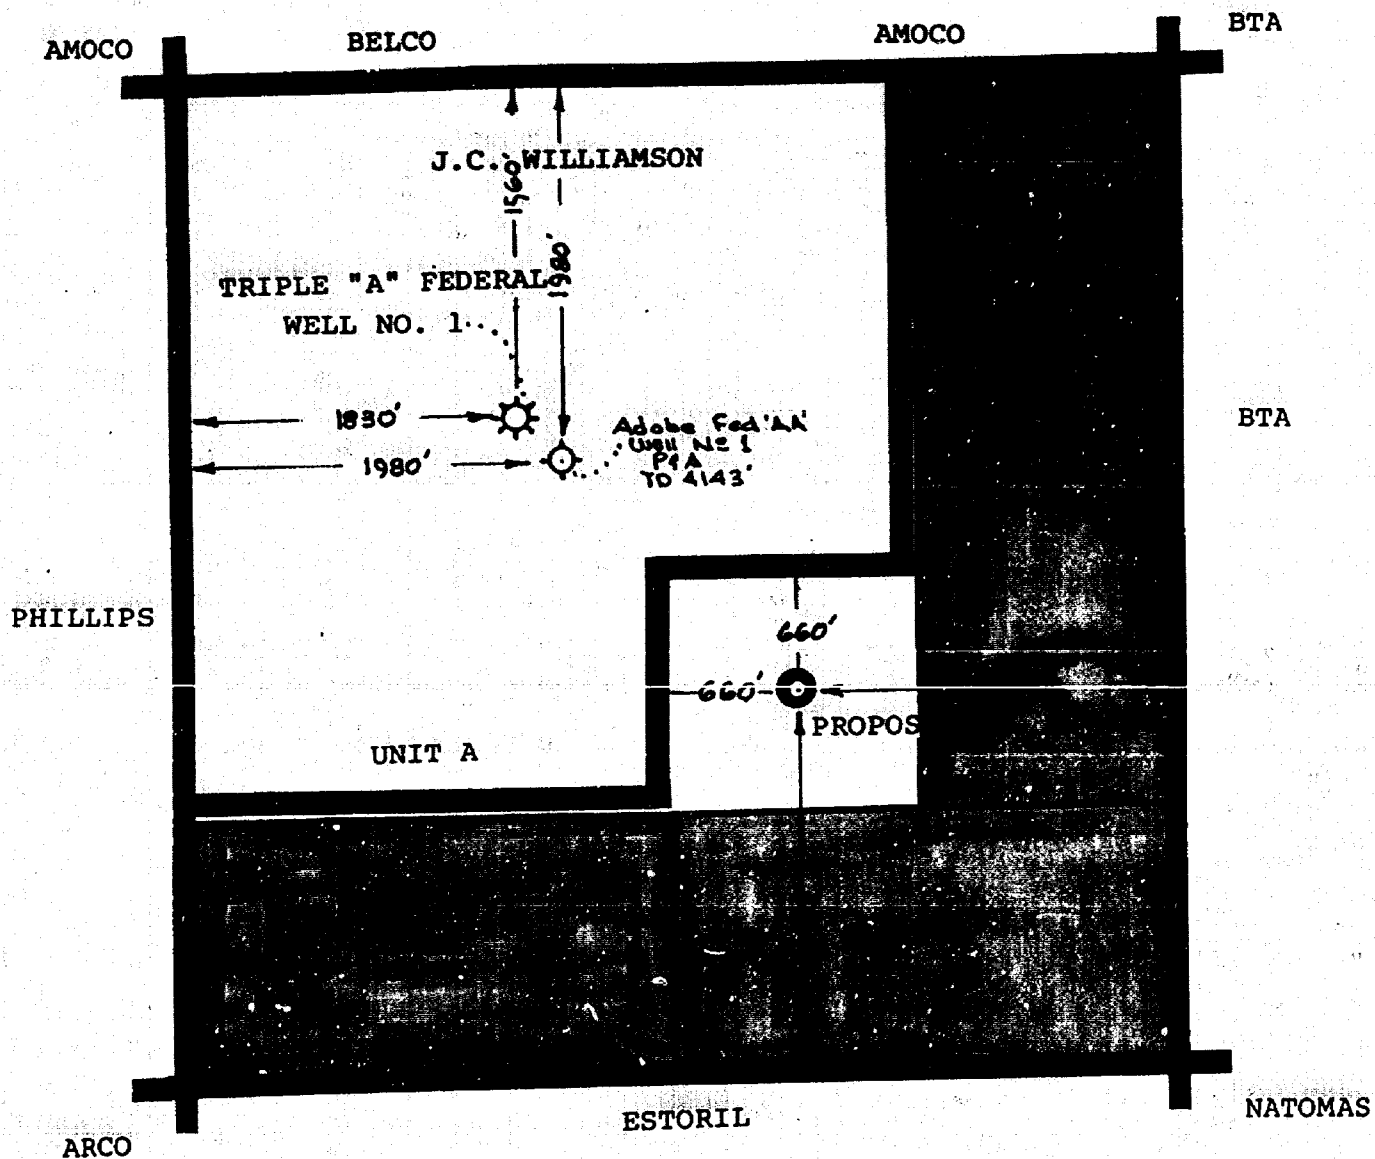 AMOCO
BELCO
AMOCO
BTA
J.C. WILLIAMSON
1560'
1980'
TRIPLE "A" FEDERAL
WELL NO. 1
1830'
1980'
Adobe Fed 'AA'
Well No 1
P&A
TD 4143'
BTA
PHILLIPS
660'
660'
PROPOS
UNIT A
ESTORIL
NATOMAS
ARCO